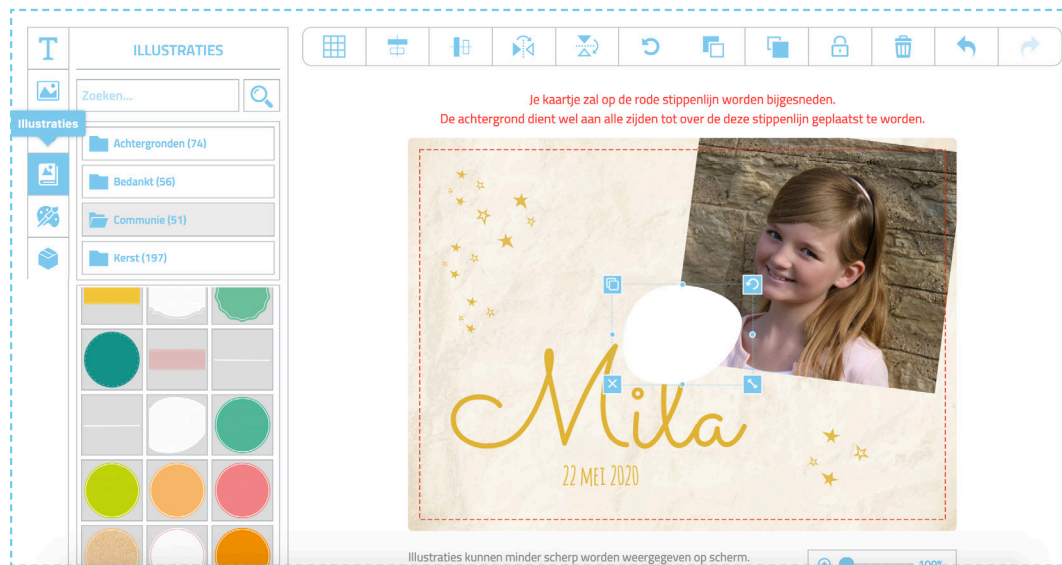 T
ILLUSTRATIES
Zoeken...
Illustraties
Achtergronden (74)
Bedankt (56)
Communie (51)
Kerst (197)
Je kaartje zal op de rode stippenlijn worden bijgesneden.
De achtergrond dient wel aan alle zijden tot over de deze stippenlijn geplaatst te worden.
Mila
22 MEI 2020
Illustraties kunnen minder scherp worden weergegeven op scherm.
100%